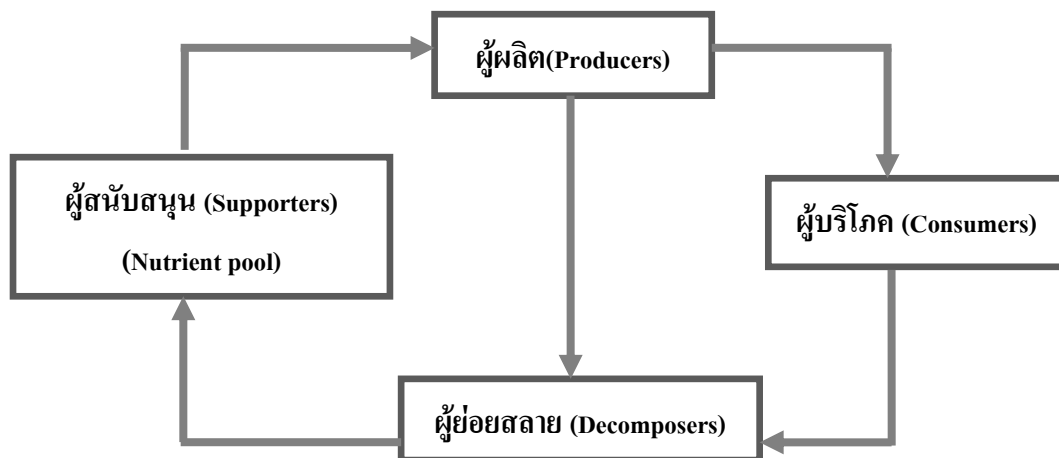 ผู้ผลิต(Producers)
ผู้สนับสนุน (Supporters)
(Nutrient pool)
ผู้บริโภค (Consumers)
ผู้ย่อยสลาย (Decomposers)